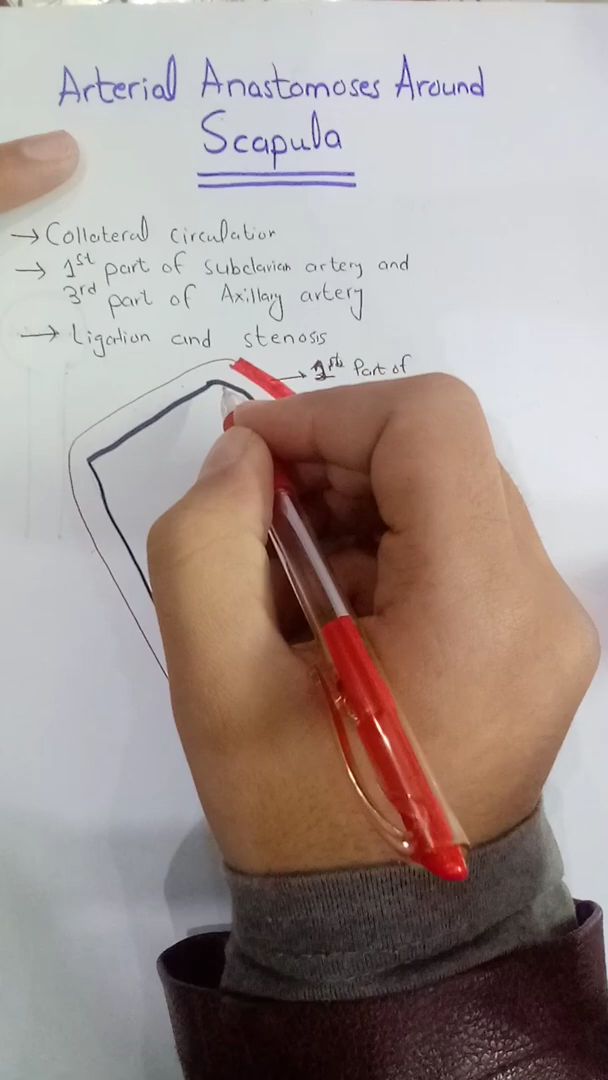 Arterial Anastomoses Around
Scapula
→ Collateral circulation
→ 1st part of subclavian artery and
3rd part of Axillary artery
→ Ligation and stenosis
→ 1st Part of